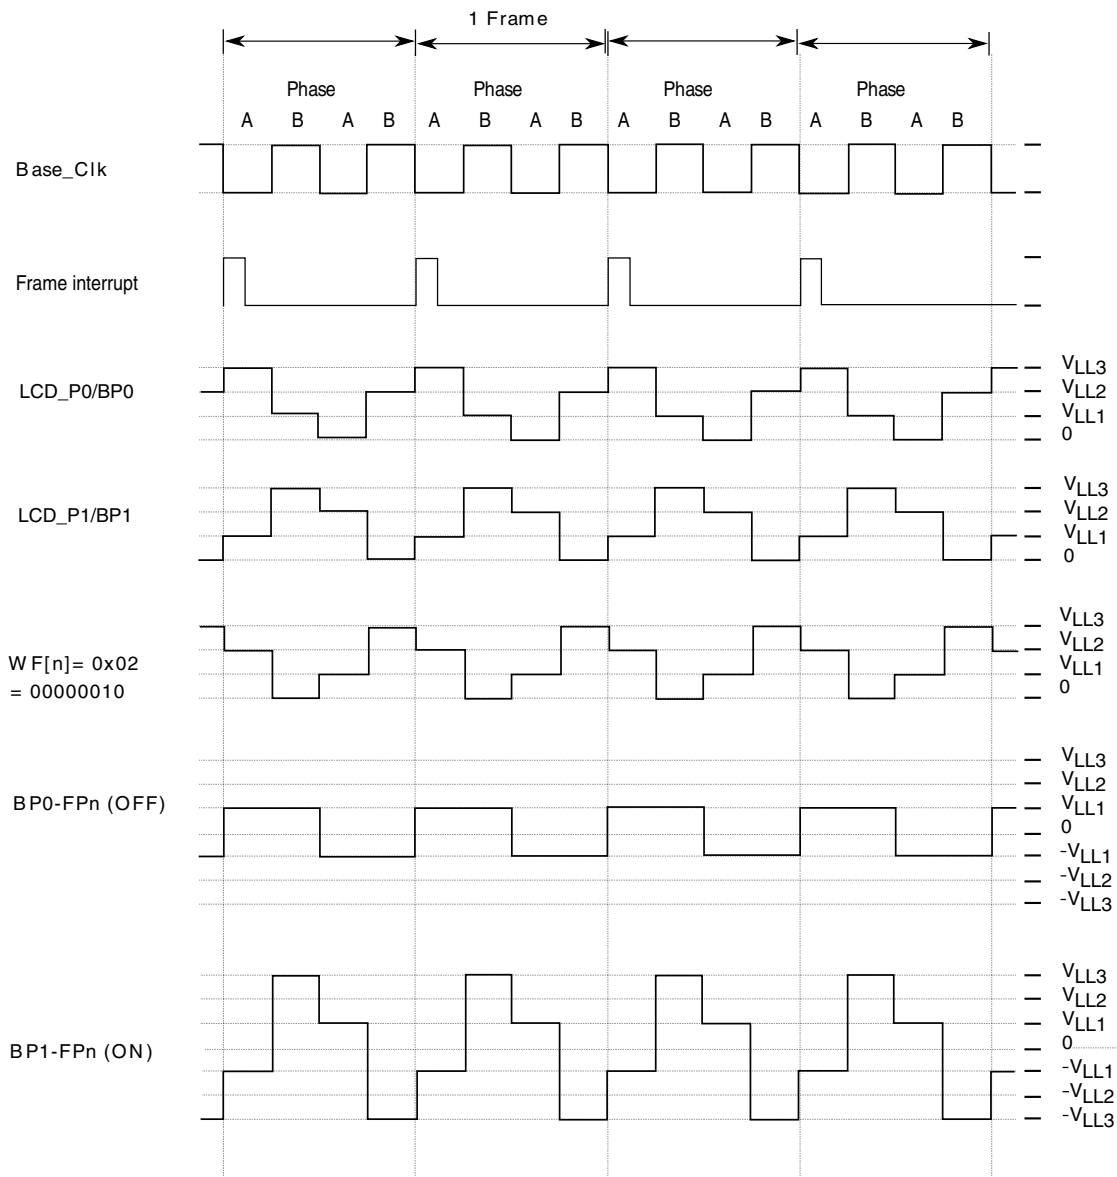 1 Frame
Phase Phase Phase Phase
A B A B A B A B A B A B A B A B
Base_Clk
Frame interrupt
LCD_P0/BP0
VLL3
VLL2
VLL1
0
LCD_P1/BP1
VLL3
VLL2
VLL1
0
WF[n]= 0x02
= 00000010
VLL3
VLL2
VLL1
0
BP0-FPn (OFF)
VLL3
VLL2
VLL1
0
-VLL1
-VLL2
-VLL3
BP1-FPn (ON)
VLL3
VLL2
VLL1
0
-VLL1
-VLL2
-VLL3